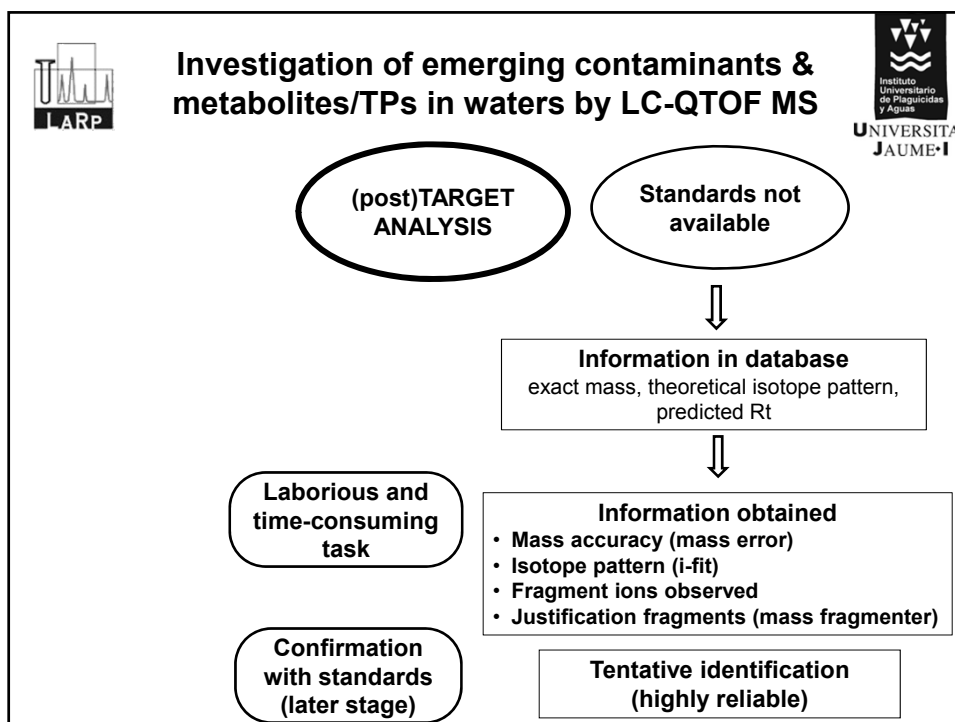 LARP
Investigation of emerging contaminants &
metabolites/TPs in waters by LC-QTOF MS
Instituto
Universitario
de Plaguicidas
y Aguas
UNIVERSITA
JAUME•I
(post)TARGET
ANALYSIS
Standards not
available
Information in database
exact mass, theoretical isotope pattern,
predicted Rt
Laborious and
time-consuming
task
Information obtained
• Mass accuracy (mass error)
• Isotope pattern (i-fit)
• Fragment ions observed
• Justification fragments (mass fragmenter)
Confirmation
with standards
(later stage)
Tentative identification
(highly reliable)